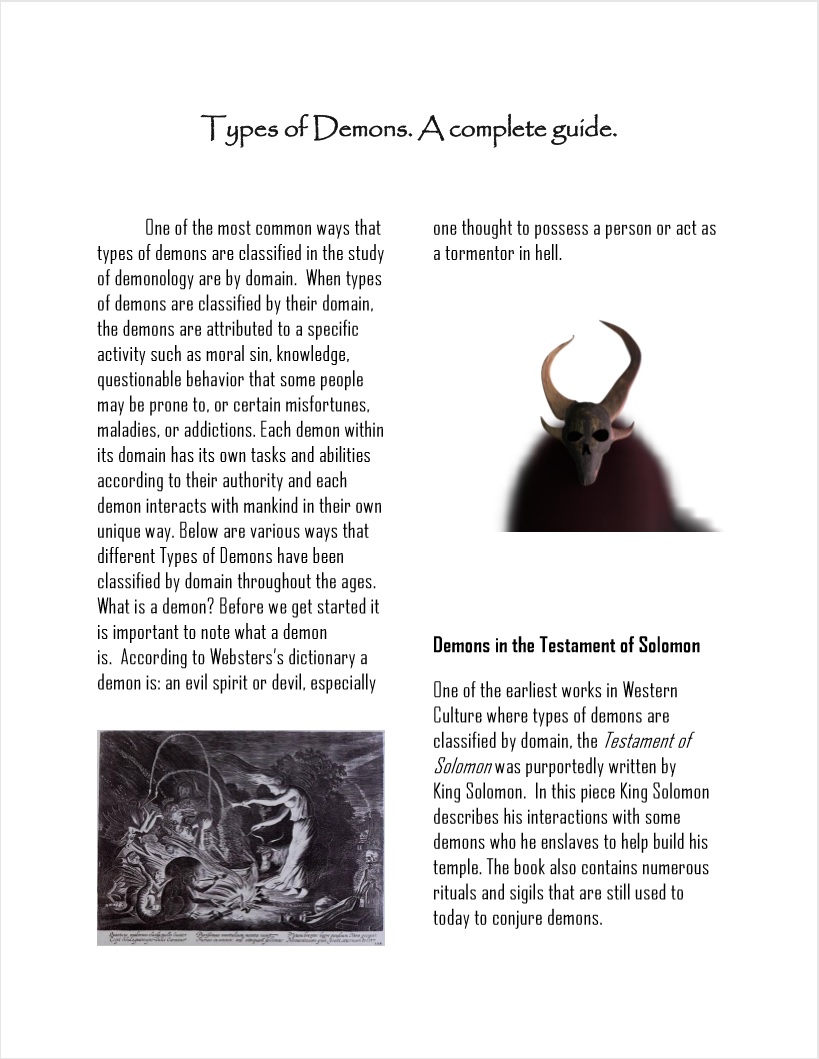 Types of Demons. A complete guide.
One of the most common ways that
types of demons are classified in the study
of demonology are by domain.  When types
of demons are classified by their domain,
the demons are attributed to a specific
activity such as moral sin, knowledge,
questionable behavior that some people
may be prone to, or certain misfortunes,
maladies, or addictions. Each demon within
its domain has its own tasks and abilities
according to their authority and each
demon interacts with mankind in their own
unique way. Below are various ways that
different Types of Demons have been
classified by domain throughout the ages.
What is a demon? Before we get started it
is important to note what a demon
is.  According to Websters's dictionary a
demon is: an evil spirit or devil, especially
one thought to possess a person or act as
a tormentor in hell.
Demons in the Testament of Solomon
One of the earliest works in Western
Culture where types of demons are
classified by domain, the Testament of
Solomon was purportedly written by
King Solomon.  In this piece King Solomon
describes his interactions with some
demons who he enslaves to help build his
temple. The book also contains numerous
rituals and sigils that are still used to
today to conjure demons.